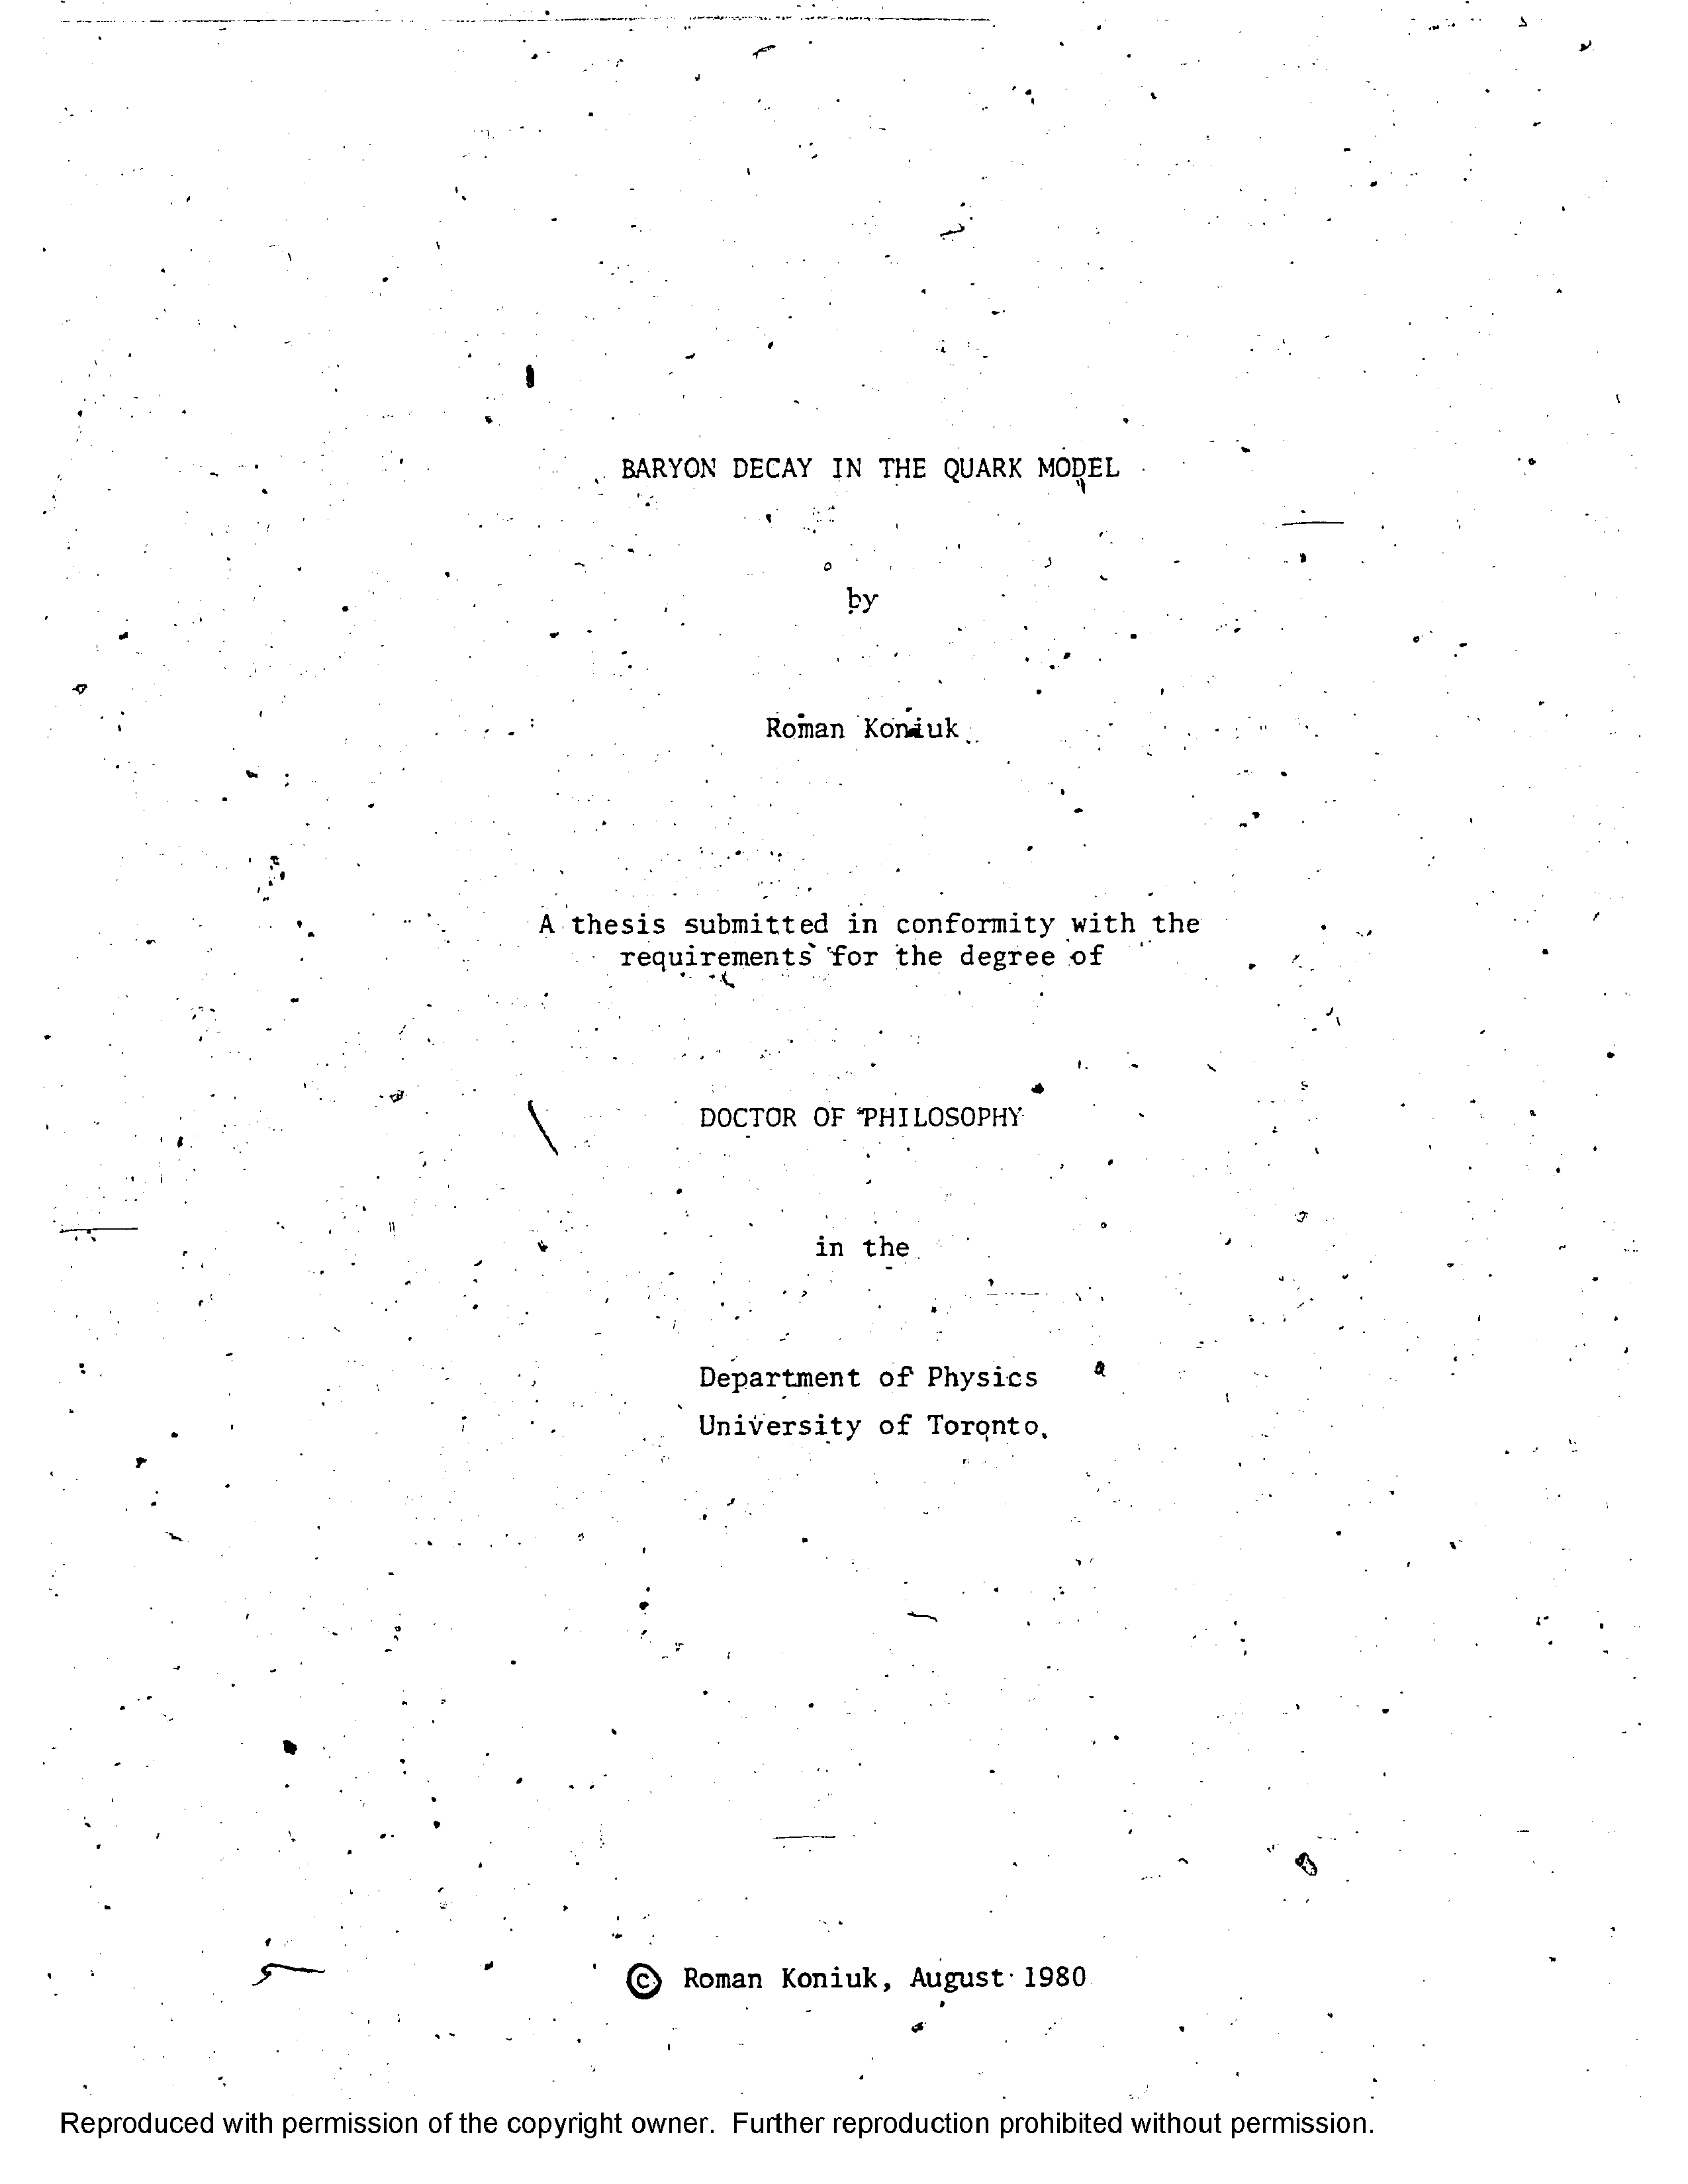 BARYON DECAY IN THE QUARK MODEL
by
Roman Koniuk
A thesis submitted in conformity with the
requirements for the degree of
DOCTOR OF PHILOSOPHY
in the
Department of Physics
University of Toronto
© Roman Koniuk, August 1980
Reproduced with permission of the copyright owner. Further reproduction prohibited without permission.